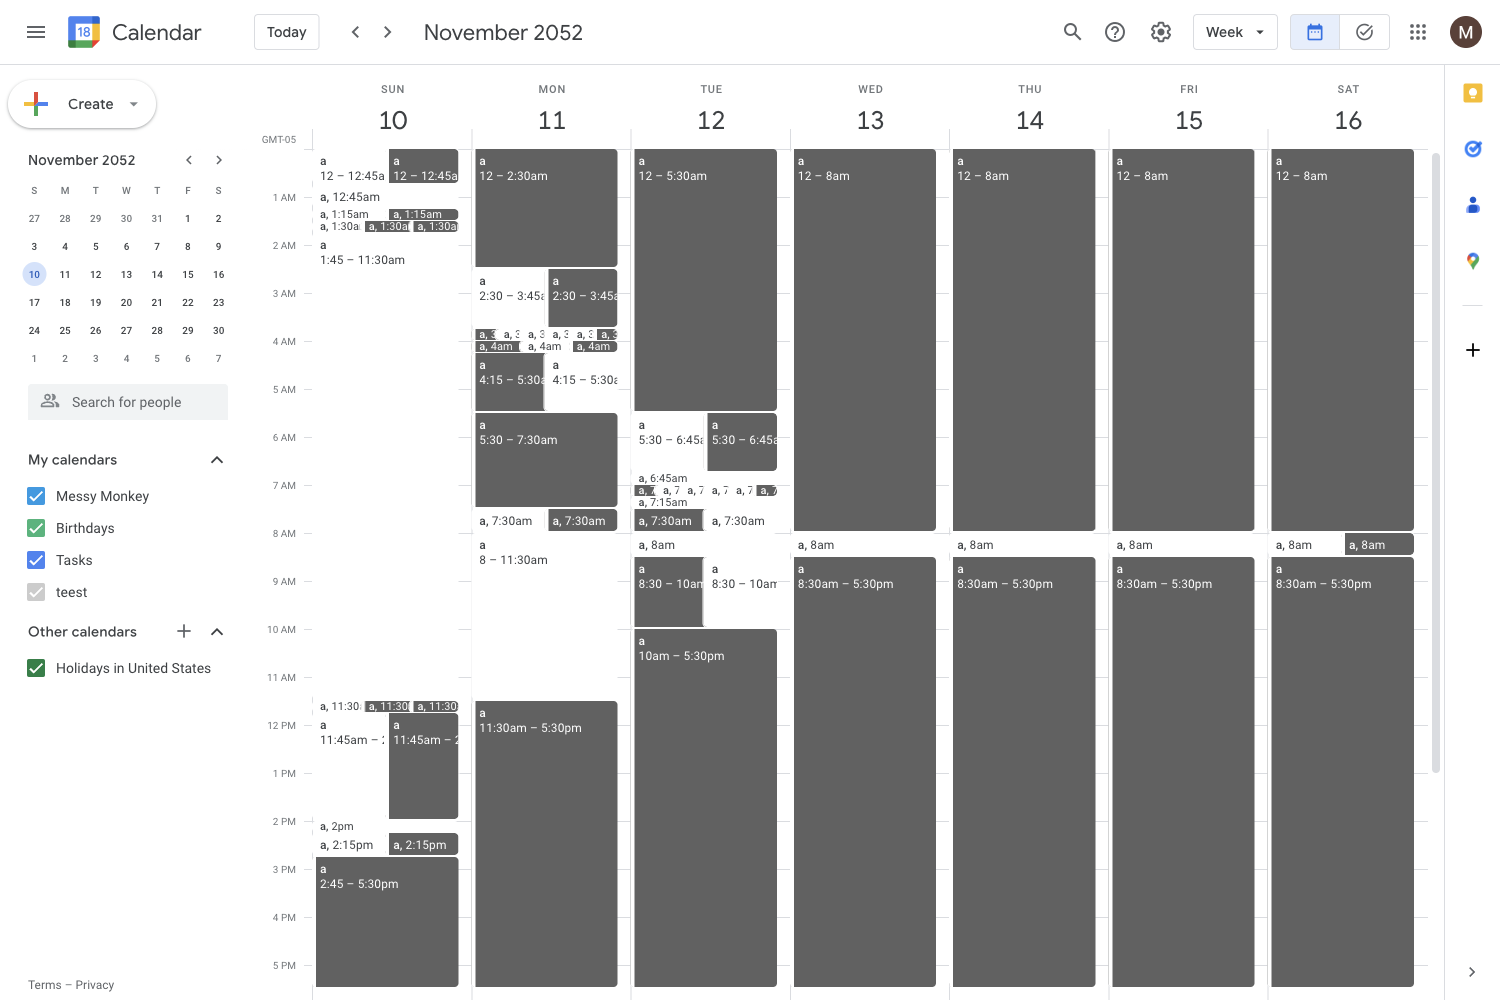 18 Calendar
Today
November 2052
Week
M
Create
November 2052
S M T W T F S
27 28 29 30 31 1 2
3 4 5 6 7 8 9
10 11 12 13 14 15 16
17 18 19 20 21 22 23
24 25 26 27 28 29 30
1 2 3 4 5 6 7
Search for people
My calendars
Messy Monkey
Birthdays
Tasks
teest
Other calendars
Holidays in United States
Terms – Privacy
GMT-05
SUN
10
MON
11
TUE
12
WED
13
THU
14
FRI
15
SAT
16
1 AM
2 AM
3 AM
4 AM
5 AM
6 AM
7 AM
8 AM
9 AM
10 AM
11 AM
12 PM
1 PM
2 PM
3 PM
4 PM
5 PM
a
12 – 12:45a
a
12 – 12:45a
a, 12:45am
a, 1:15am
a, 1:15am
a, 1:30a
a, 1:30a
a, 1:30a
a
1:45 – 11:30am
a, 11:30
a, 11:30
a, 11:30
a
11:45am – 2
a
11:45am – 2
a, 2pm
a, 2:15pm
a, 2:15pm
a
2:45 – 5:30pm
a
12 – 2:30am
a
2:30 – 3:45a
a
2:30 – 3:45a
a, 3
a, 3
a, 3
a, 3
a, 3
a, 3
a, 4am
a, 4am
a, 4am
a
4:15 – 5:30a
a
4:15 – 5:30a
a
5:30 – 7:30am
a, 7:30am
a, 7:30am
a
8 – 11:30am
a
11:30am – 5:30pm
a
12 – 5:30am
a
5:30 – 6:45a
a
5:30 – 6:45a
a, 6:45am
a, 7
a, 7
a, 7
a, 7
a, 7
a, 7
a, 7:15am
a, 7:30am
a, 7:30am
a, 8am
a
8:30 – 10am
a
8:30 – 10am
a
10am – 5:30pm
a
12 – 8am
a, 8am
a
8:30am – 5:30pm
a
12 – 8am
a, 8am
a
8:30am – 5:30pm
a
12 – 8am
a, 8am
a
8:30am – 5:30pm
a
12 – 8am
a, 8am
a, 8am
a
8:30am – 5:30pm